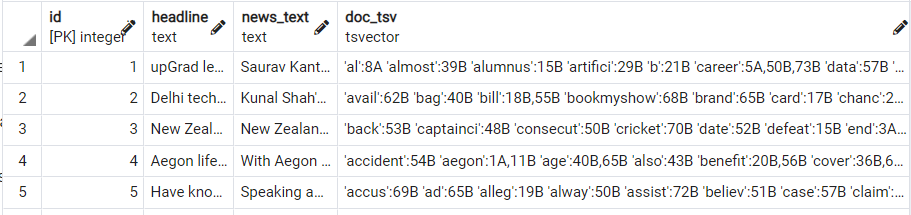 id headline news_text doc_tsv
[PK] integer text text tsvector
1 1 upGrad le... Saurav Kant... 'al':8A 'almost':39B 'alumnus':15B 'artifici':29B 'b':21B 'career':5A,50B,73B 'data':57B '...
2 2 Delhi tech... Kunal Shah'... 'avail':62B 'bag':40B 'bill':18B,55B 'bookmyshow':68B 'brand':65B 'card':17B 'chanc':2...
3 3 New Zeal... New Zealan... 'back':53B 'captainci':48B 'consecut':50B 'cricket':70B 'date':52B 'defeat':15B 'end':3A...
4 4 Aegon life... With Aegon ... 'accident':54B 'aegon':1A,11B 'age':40B,65B 'also':43B 'benefit':20B,56B 'cover':36B,6...
5 5 Have kno... Speaking a... 'accus':69B 'ad':65B 'alleg':19B 'alway':50B 'assist':72B 'believ':51B 'case':57B 'claim':...